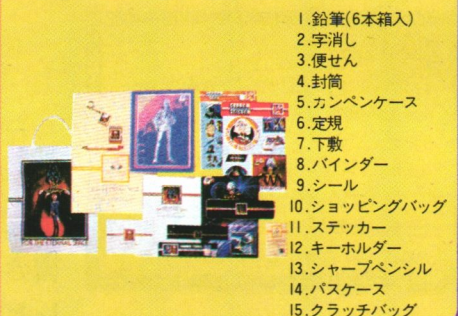 1.鉛筆(6本箱入)
2.字消し
3.便せん
4.封筒
5.カンペンケース
6.定規
7.下敷
8.バインダー
9.シール
10.ショッピングバッグ
11.ステッカー
12.キーホルダー
13.シャープペンシル
14.パスケース
15.クラッチバッグ
FOR THE ETERNAL SPACE